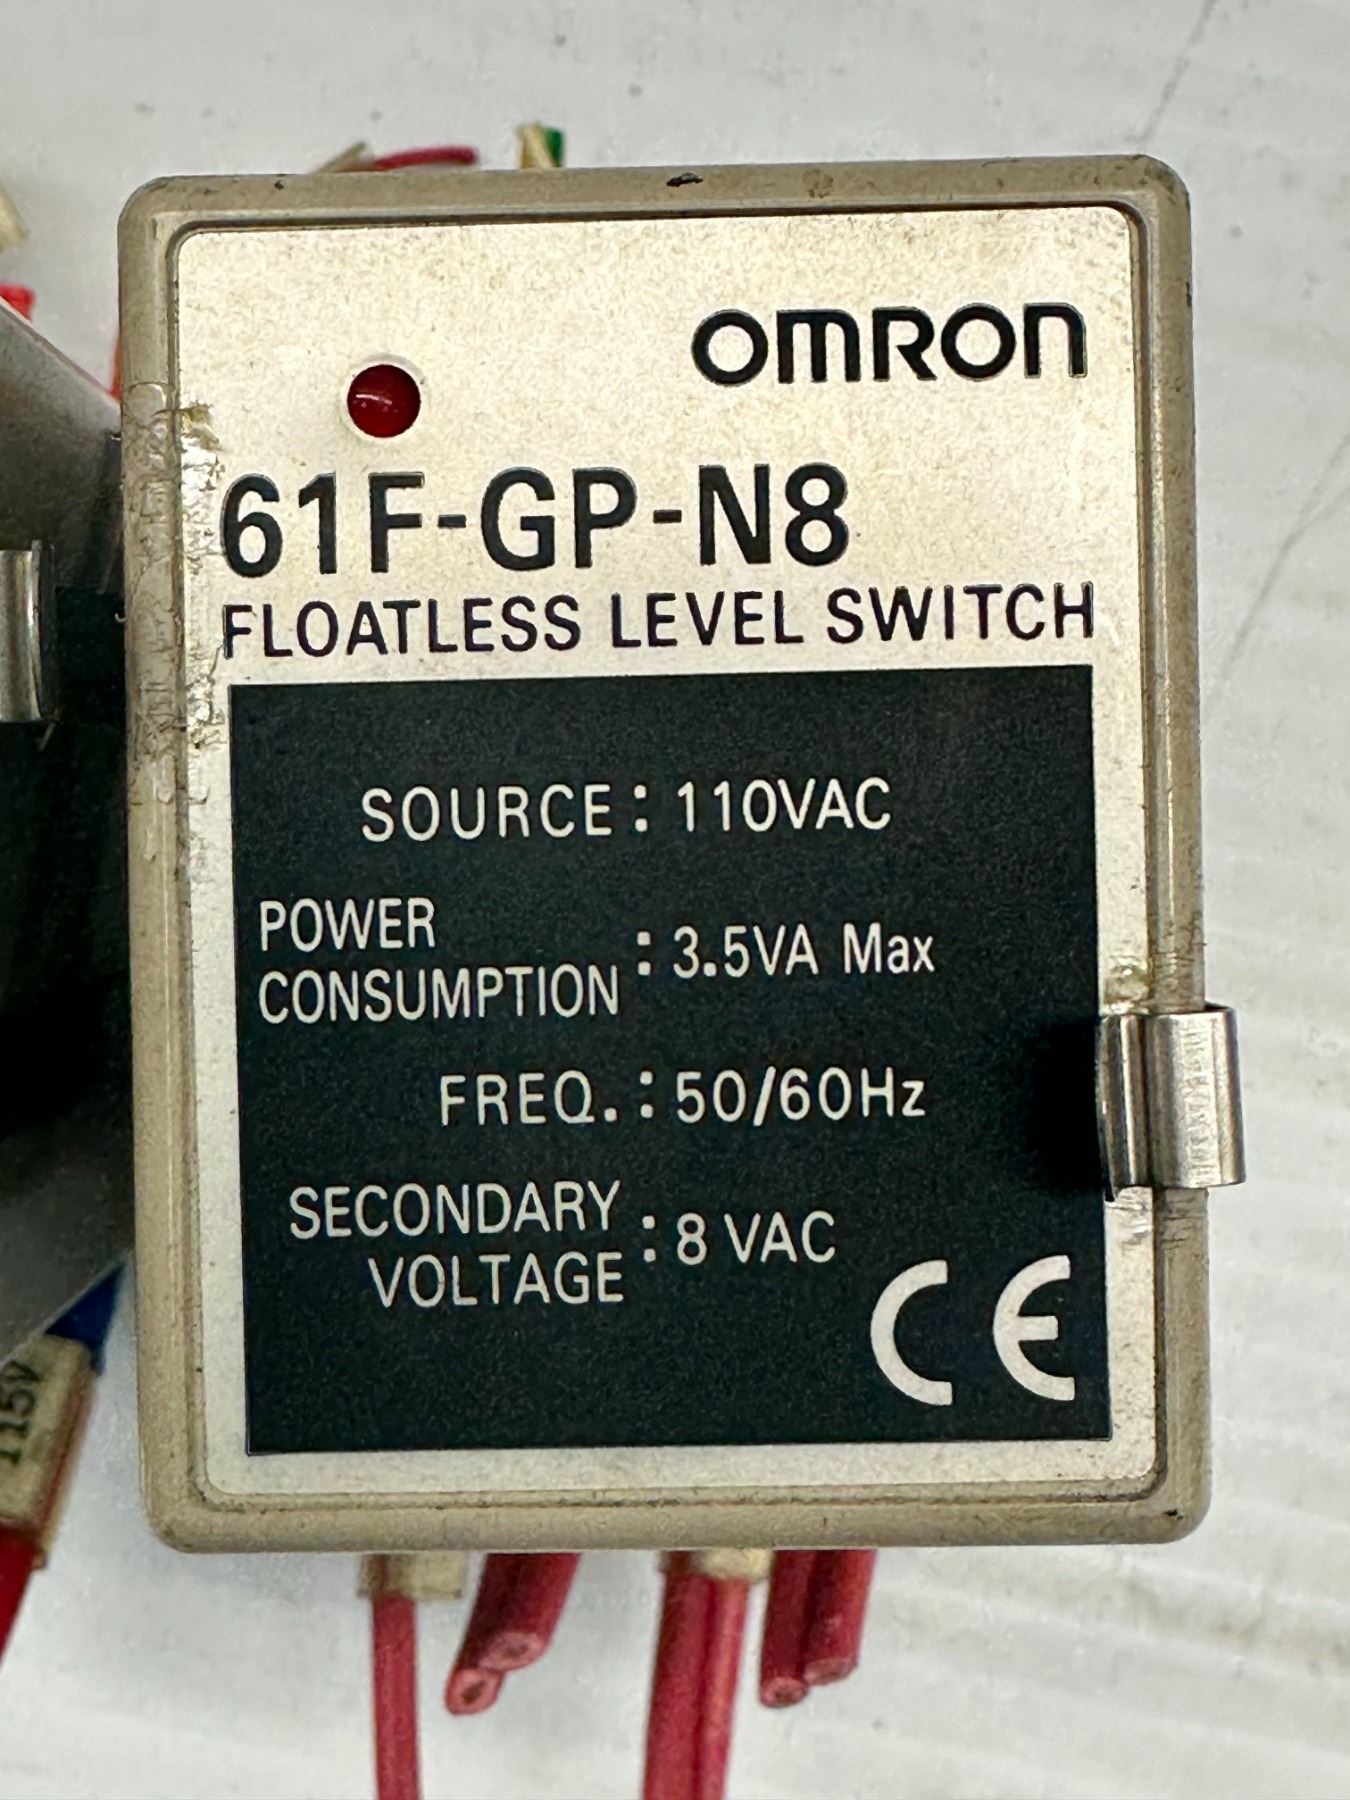 OMRON
61F-GP-N8
FLOATLESS LEVEL SWITCH
SOURCE: 110VAC
POWER
CONSUMPTION : 3.5VA Max
FREQ.: 50/60Hz
SECONDARY
VOLTAGE : 8 VAC
CE
115V